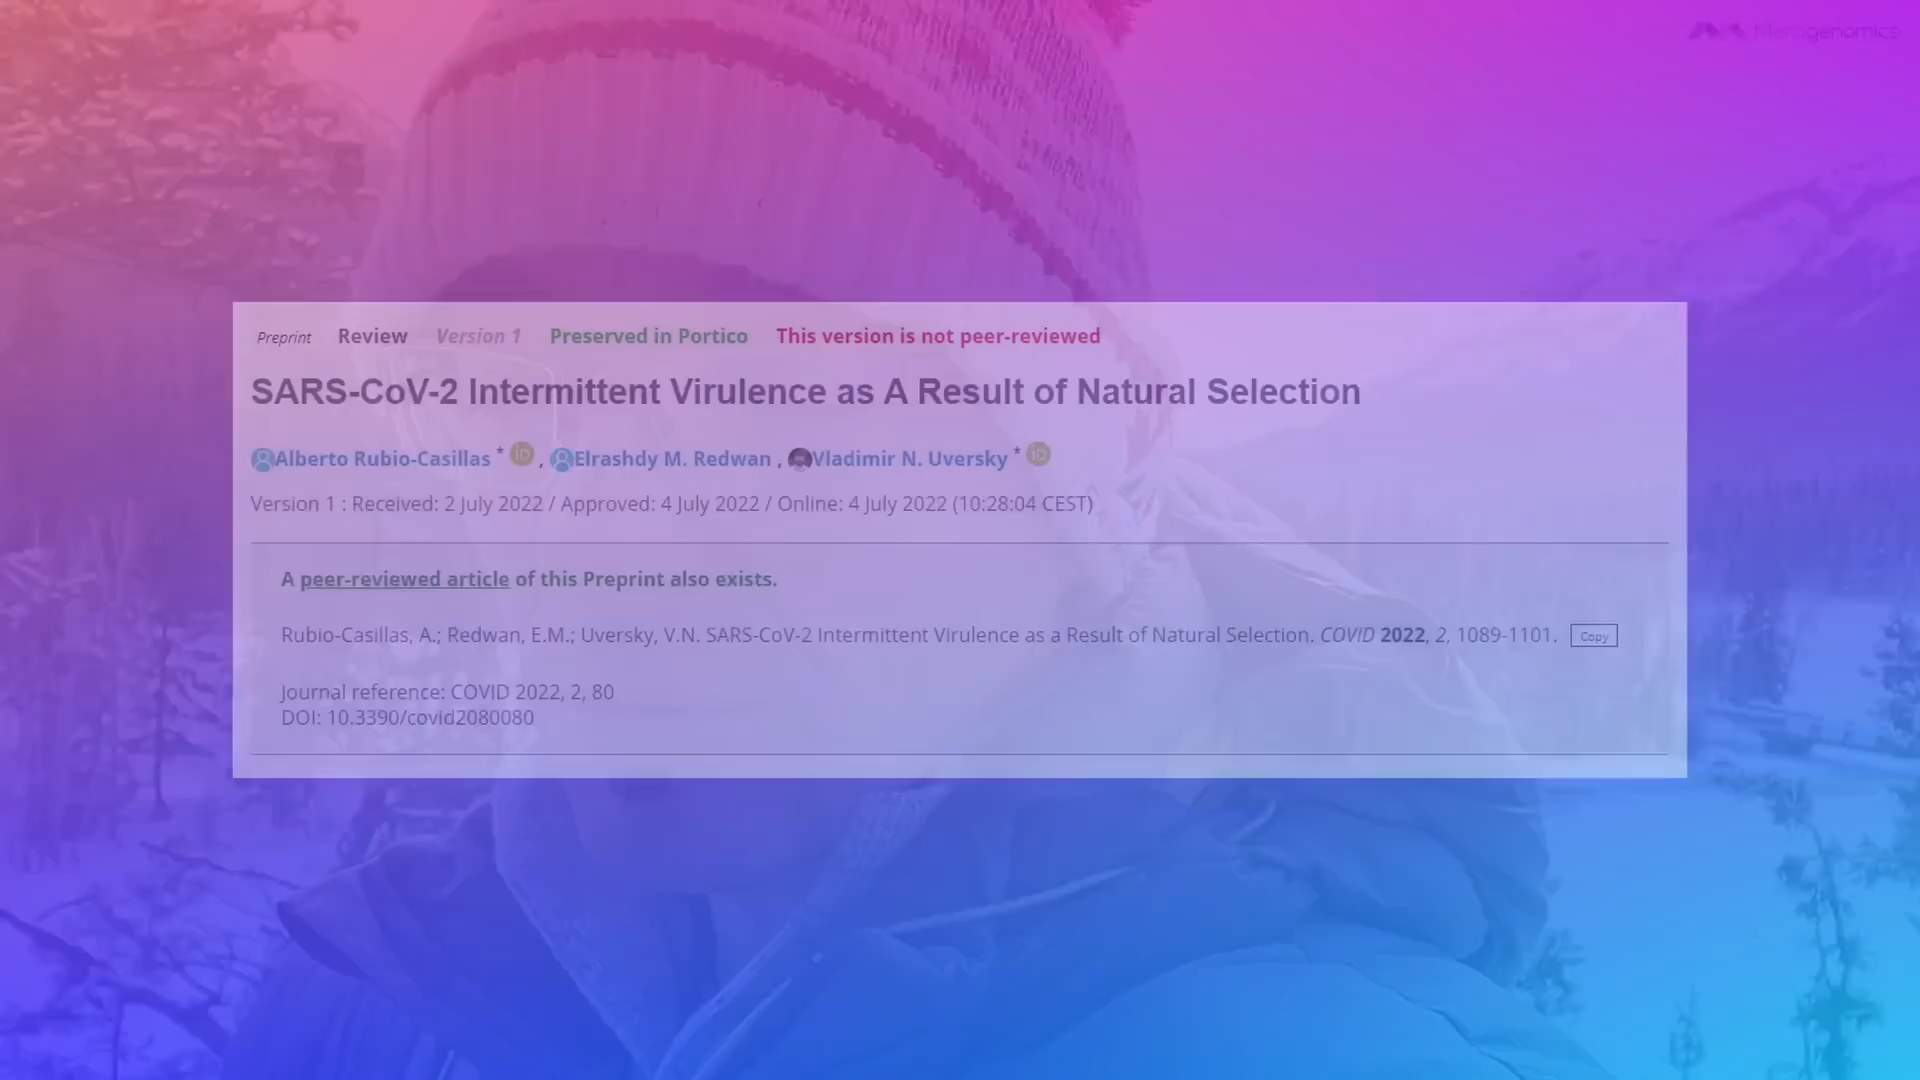 Merogenomics
Preprint Review Version 1 Preserved in Portico This version is not peer-reviewed
SARS-CoV-2 Intermittent Virulence as A Result of Natural Selection
Alberto Rubio-Casillas * iD , Elrashdy M. Redwan , Vladimir N. Uversky * iD
Version 1 : Received: 2 July 2022 / Approved: 4 July 2022 / Online: 4 July 2022 (10:28:04 CEST)
A peer-reviewed article of this Preprint also exists.
Rubio-Casillas, A.; Redwan, E.M.; Uversky, V.N. SARS-CoV-2 Intermittent Virulence as a Result of Natural Selection. COVID 2022, 2, 1089-1101. Copy
Journal reference: COVID 2022, 2, 80
DOI: 10.3390/covid2080080